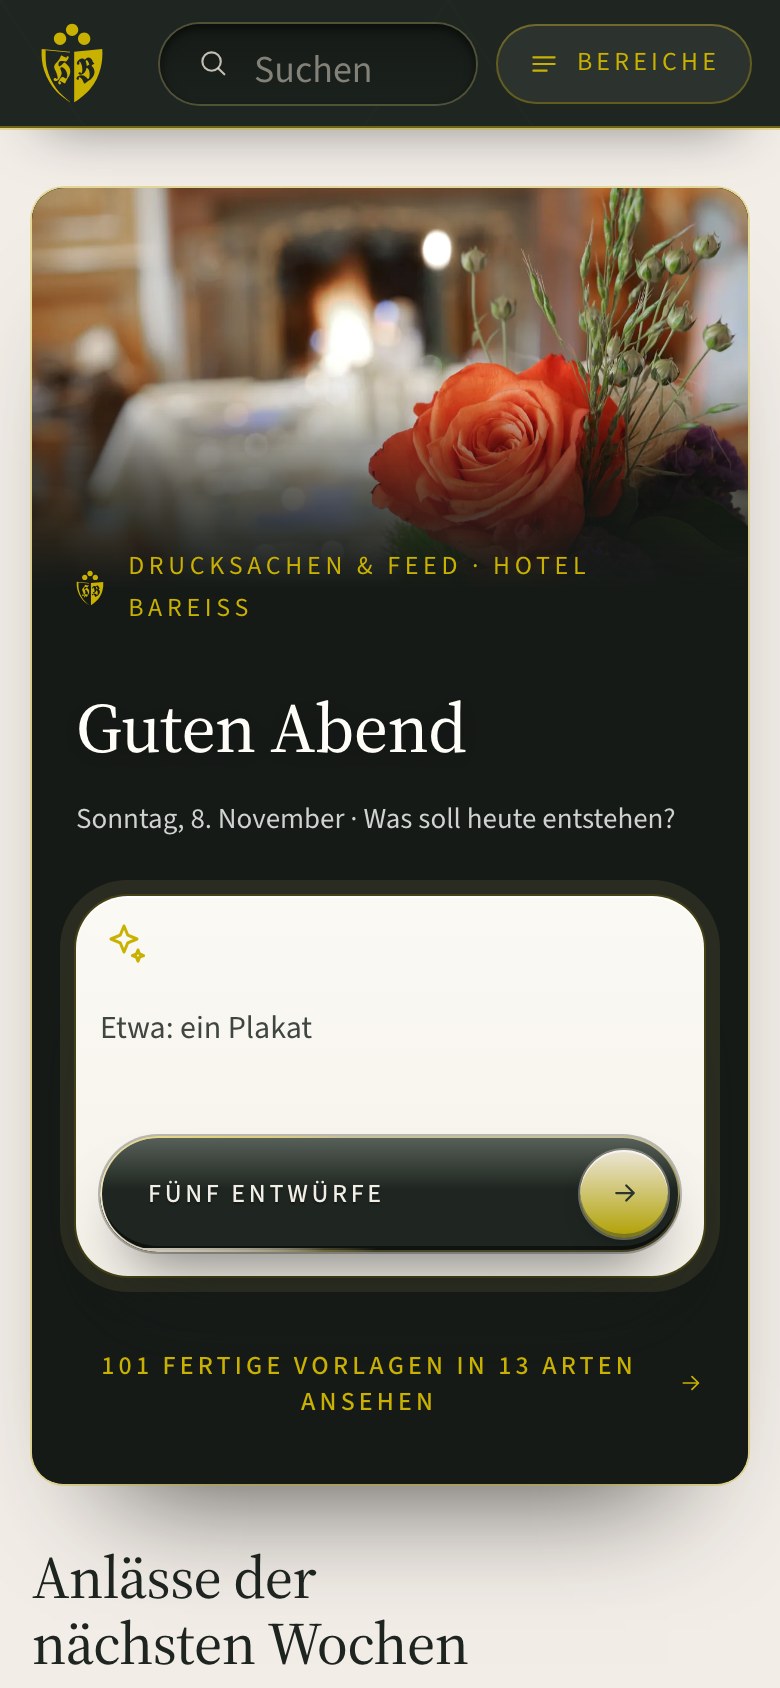 HB
Suchen
BEREICHE
DRUCKSACHEN & FEED · HOTEL
BAREISS
Guten Abend
Sonntag, 8. November · Was soll heute entstehen?
Etwa: ein Plakat
FÜNF ENTWÜRFE
101 FERTIGE VORLAGEN IN 13 ARTEN
ANSEHEN
Anlässe der
nächsten Wochen